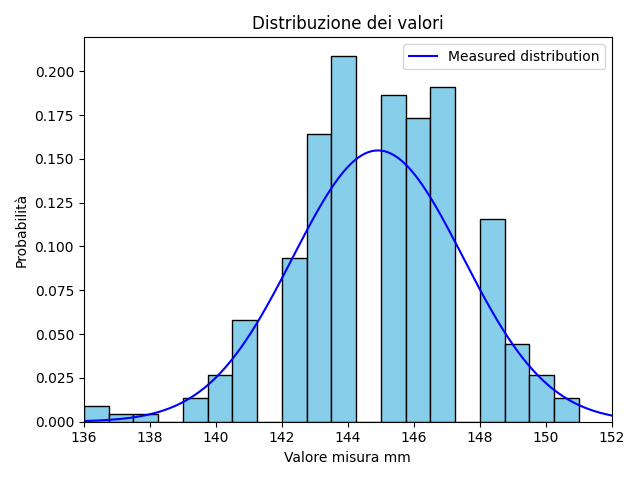 Distribuzione dei valori
Measured distribution
Probabilità
0.200
0.175
0.150
0.125
0.100
0.075
0.050
0.025
0.000
136 138 140 142 144 146 148 150 152
Valore misura mm